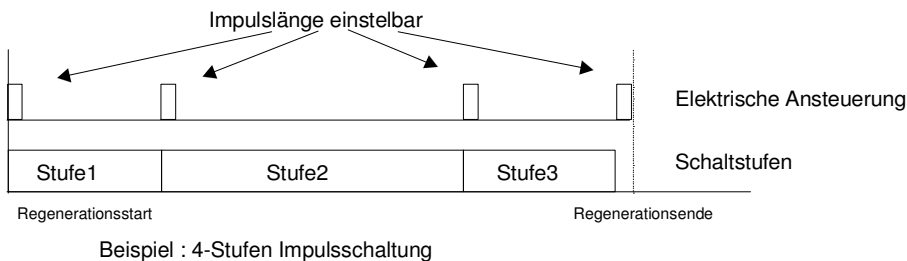 Impulslänge einstelbar
Elektrische Ansteuerung
Stufe1 Stufe2 Stufe3 Schaltstufen
Regenerationsstart Regenerationsende
Beispiel : 4-Stufen Impulsschaltung